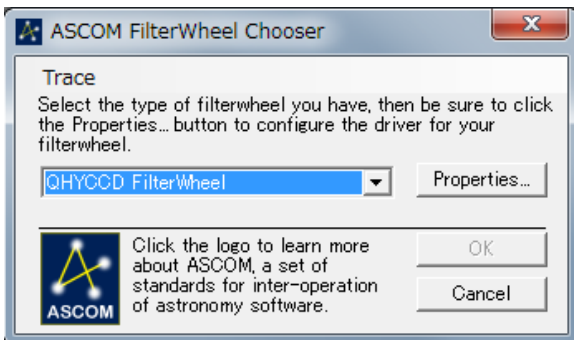 ASCOM FilterWheel Chooser
Trace
Select the type of filterwheel you have, then be sure to click
the Properties... button to configure the driver for your
filterwheel.
QHYCCD FilterWheel
Properties...
Click the logo to learn more
about ASCOM, a set of
standards for inter-operation
of astronomy software.
ASCOM
OK
Cancel